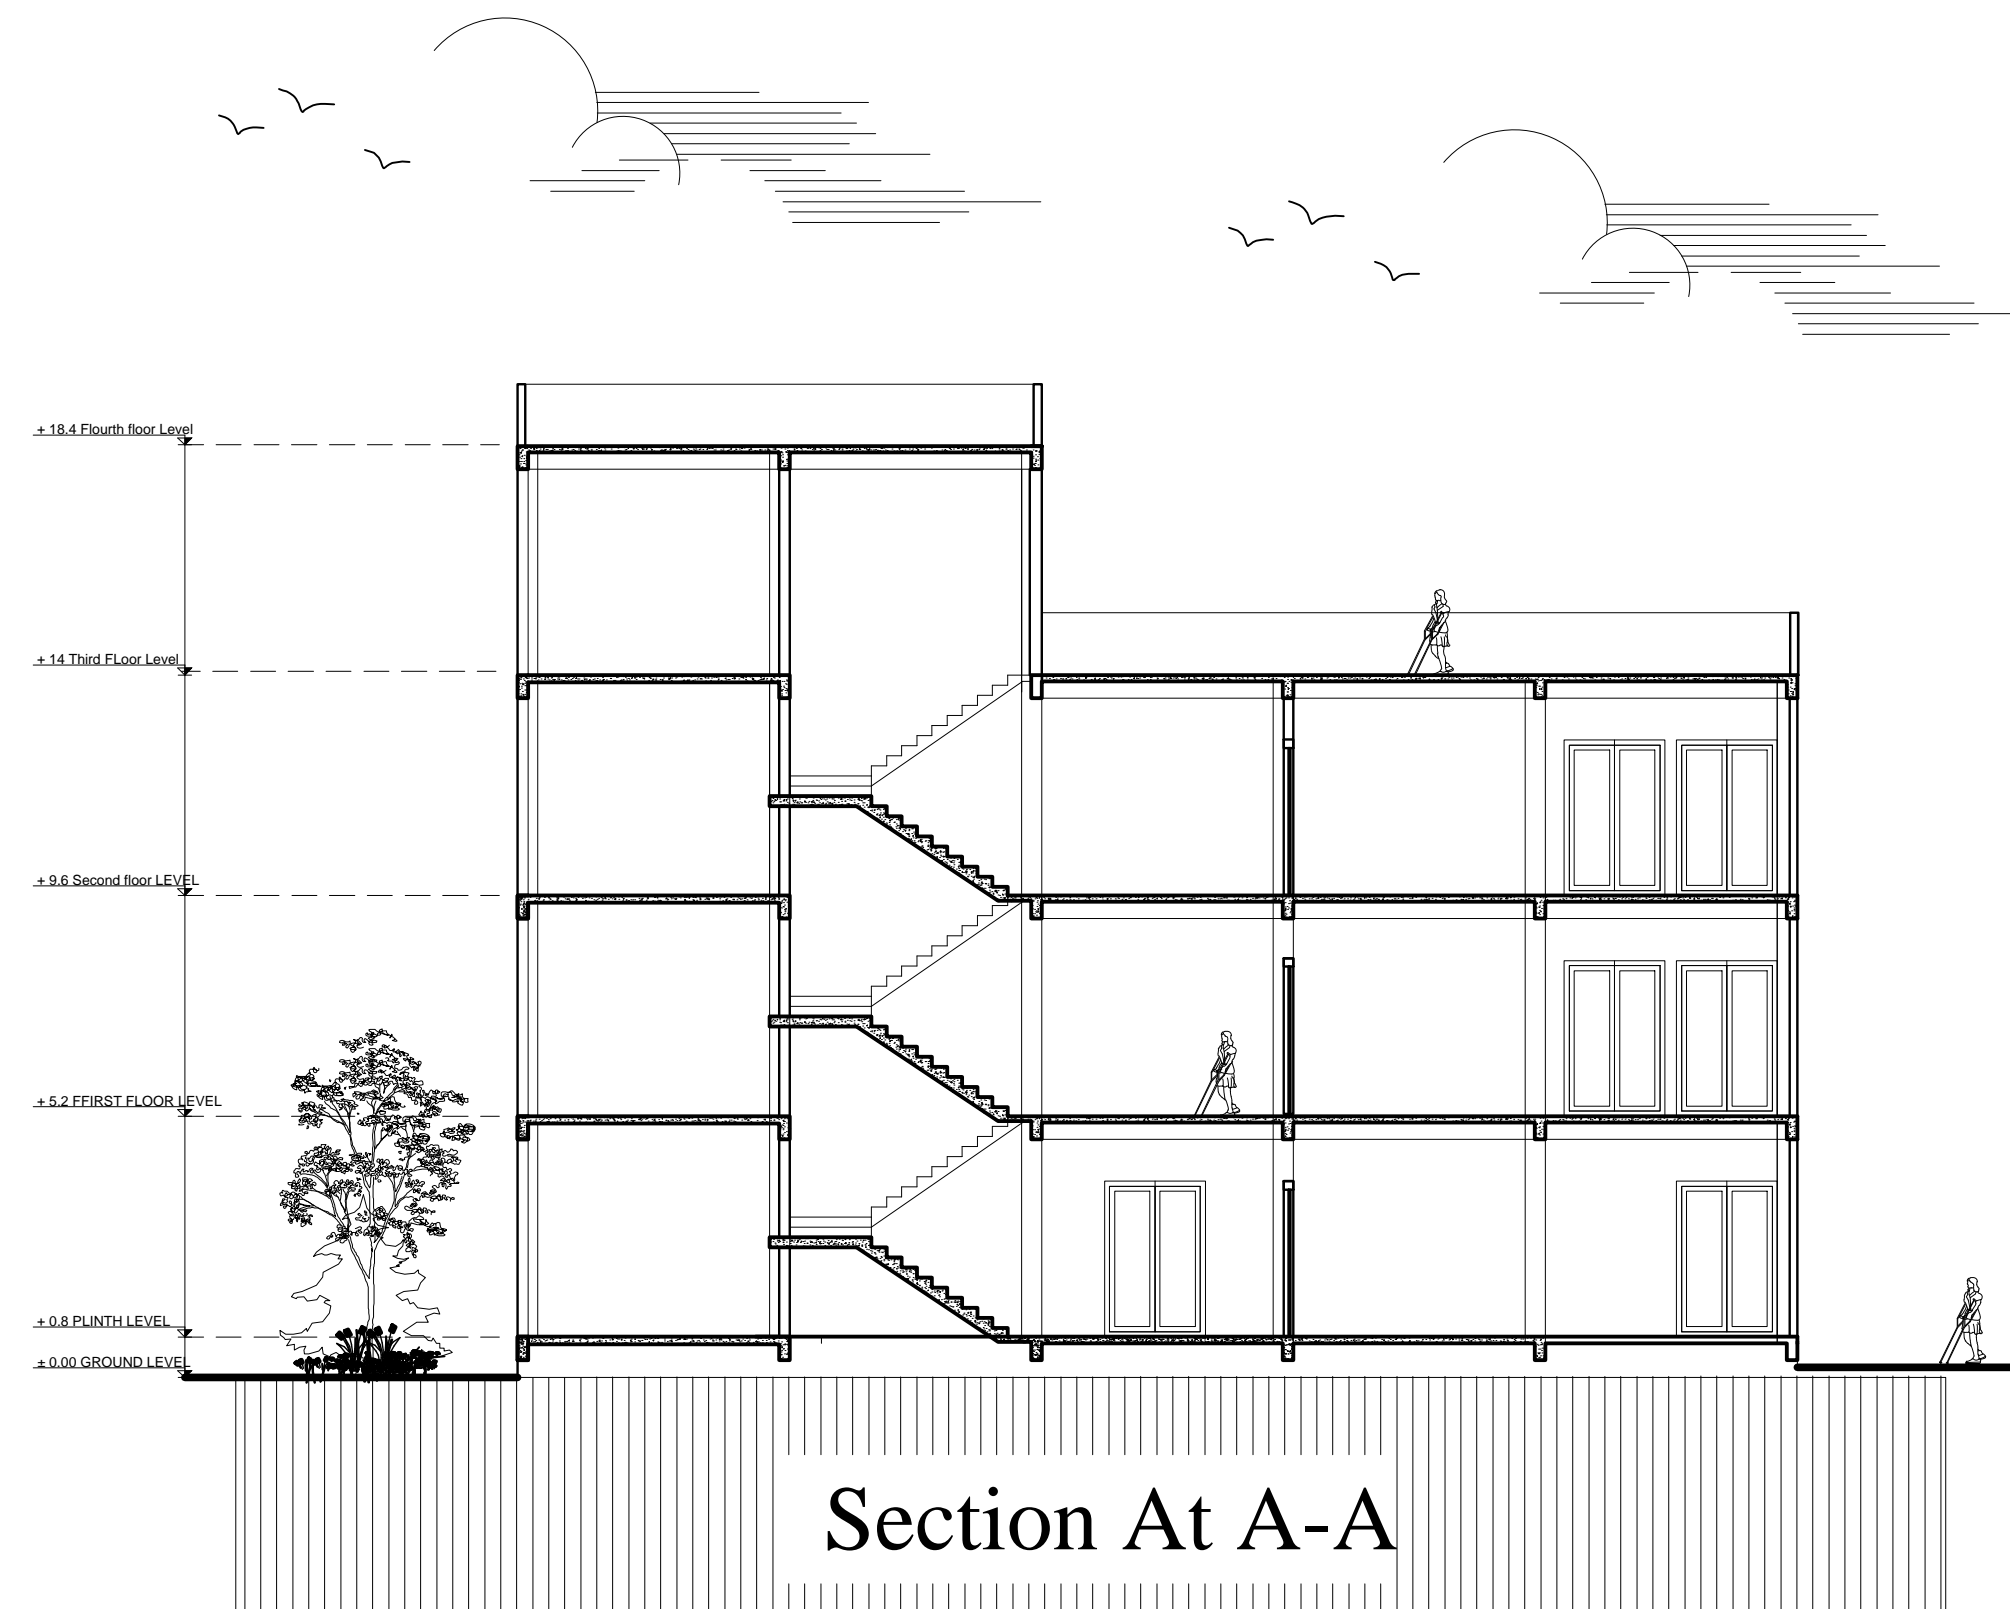 + 18.4 Flourth floor Level
+ 14 Third FLoor Level
+ 9.6 Second floor LEVEL
+ 5.2 FFIRST FLOOR LEVEL
+ 0.8 PLINTH LEVEL
± 0.00 GROUND LEVEL
Section At A-A